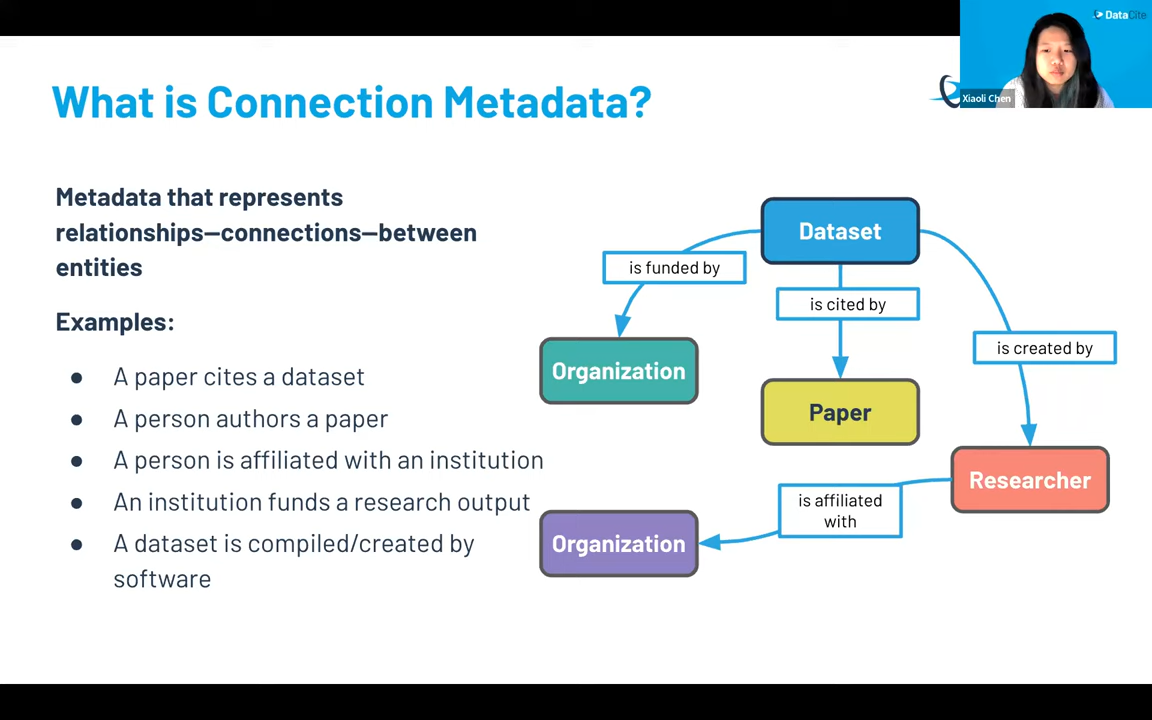 DataCite
What is Connection Metadata?
Xiaoli Chen
Metadata that represents
relationships—connections—between
entities
Examples:
● A paper cites a dataset
● A person authors a paper
● A person is affiliated with an institution
● An institution funds a research output
● A dataset is compiled/created by
software
Dataset
is funded by
is cited by
is created by
Organization
Paper
Researcher
is affiliated
with
Organization